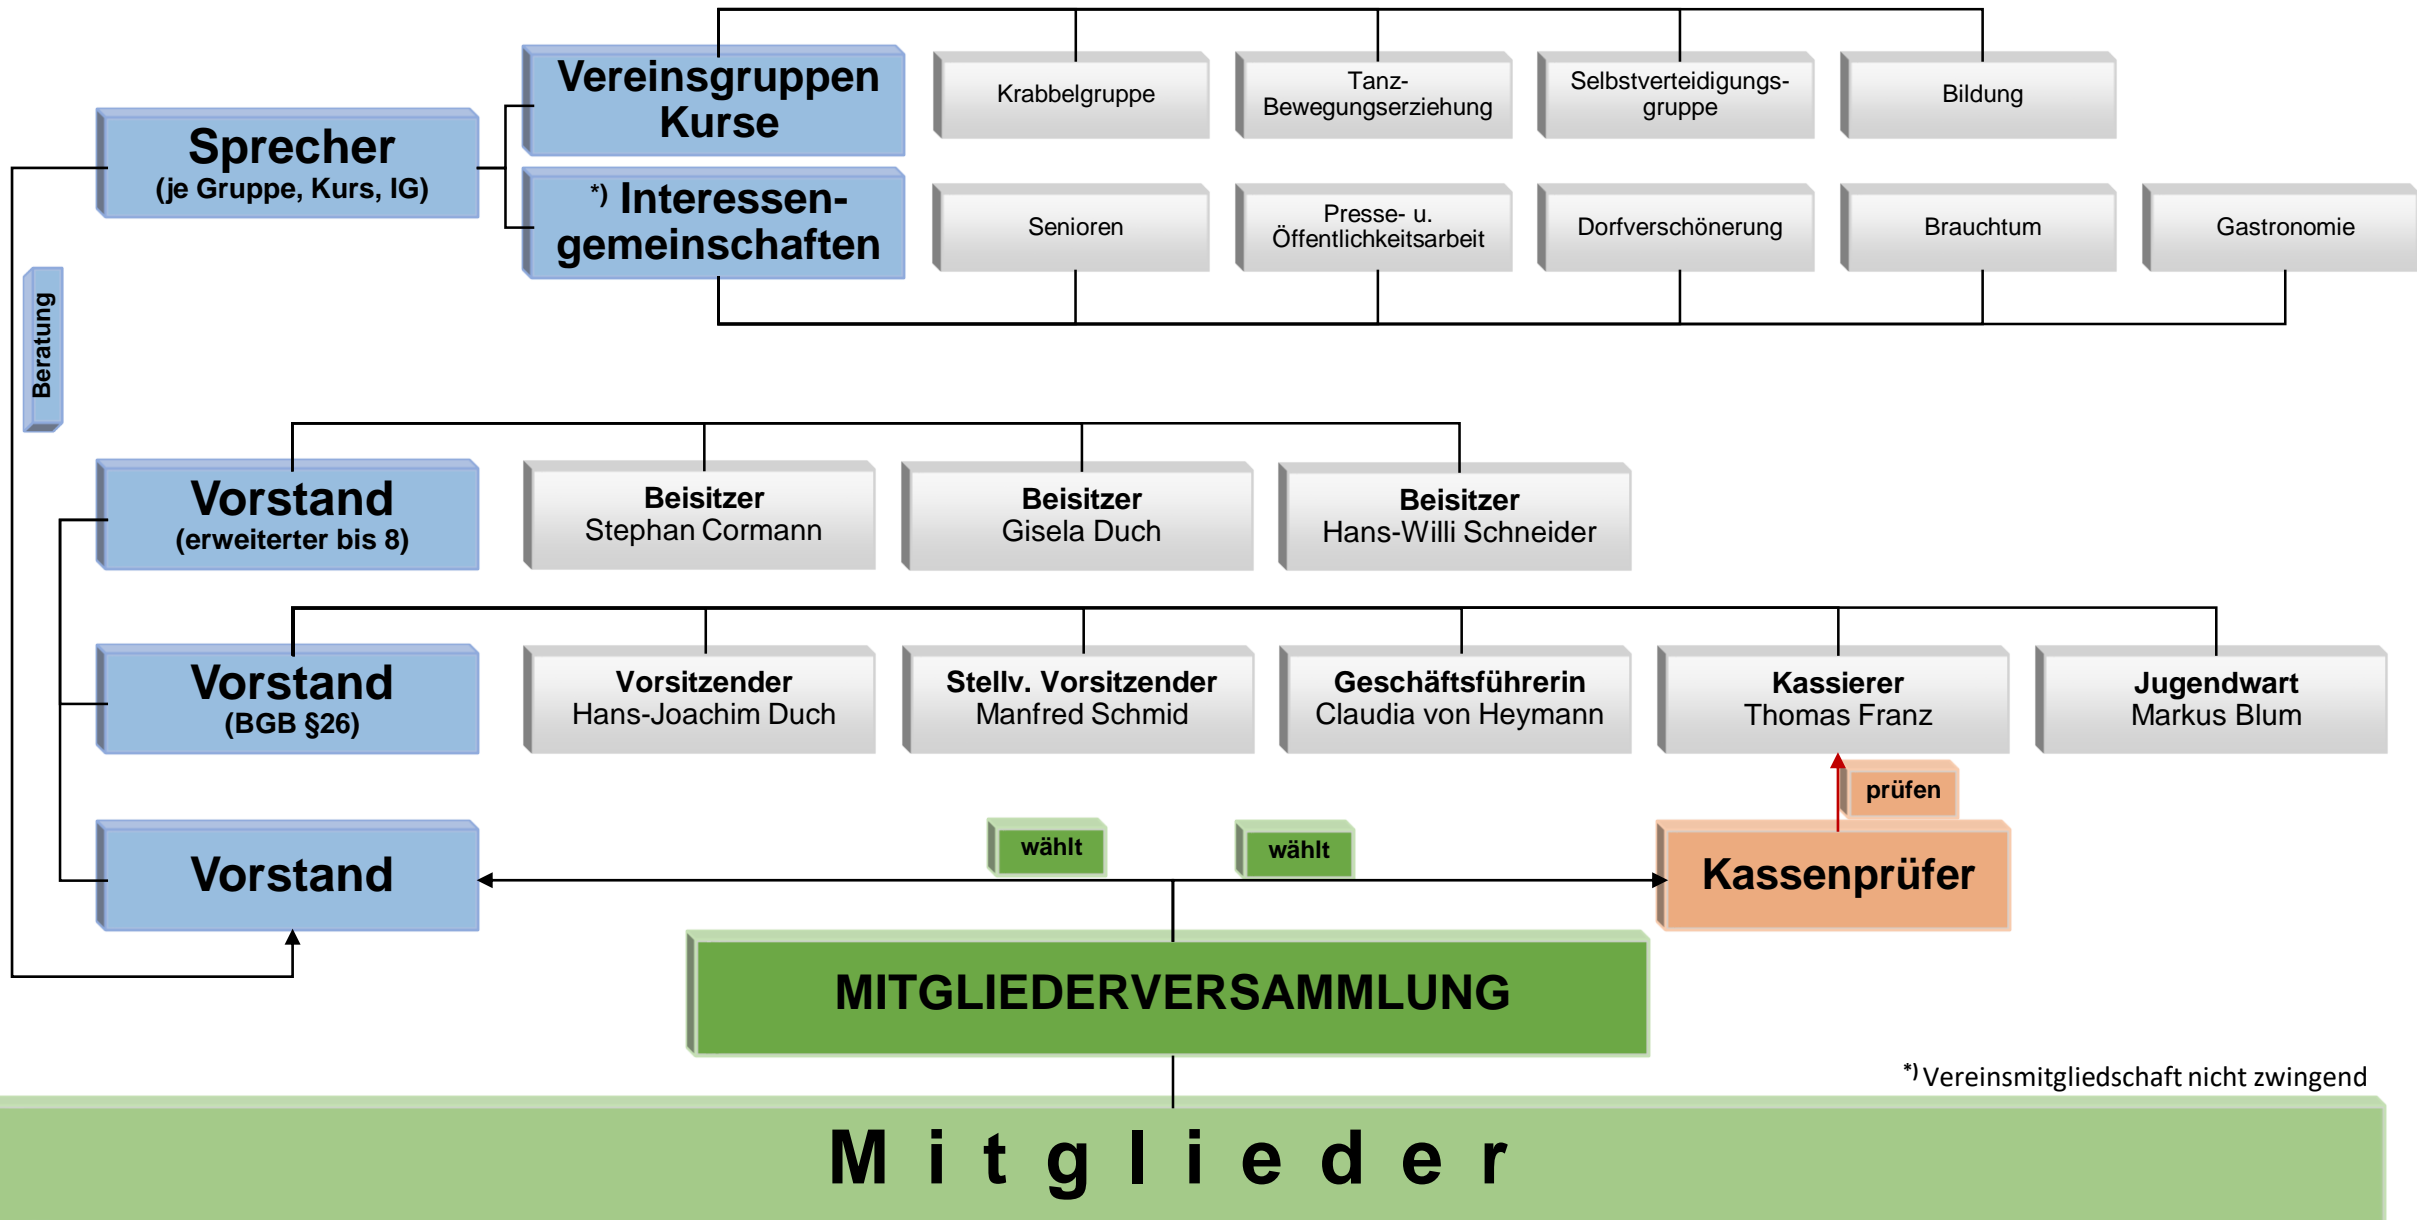 Vereinsgruppen
Kurse
Krabbelgruppe
Tanz-
Bewegungserziehung
Selbstverteidigungs-
gruppe
Bildung
Sprecher
(je Gruppe, Kurs, IG)
*) Interessen-
gemeinschaften
Senioren
Presse- u.
Öffentlichkeitsarbeit
Dorfverschönerung
Brauchtum
Gastronomie
Beratung
Vorstand
(erweiterter bis 8)
Beisitzer
Stephan Cormann
Beisitzer
Gisela Duch
Beisitzer
Hans-Willi Schneider
Vorstand
(BGB §26)
Vorsitzender
Hans-Joachim Duch
Stellv. Vorsitzender
Manfred Schmid
Geschäftsführerin
Claudia von Heymann
Kassierer
Thomas Franz
Jugendwart
Markus Blum
prüfen
Vorstand
wählt
wählt
Kassenprüfer
MITGLIEDERVERSAMMLUNG
*) Vereinsmitgliedschaft nicht zwingend
M i t g l i e d e r